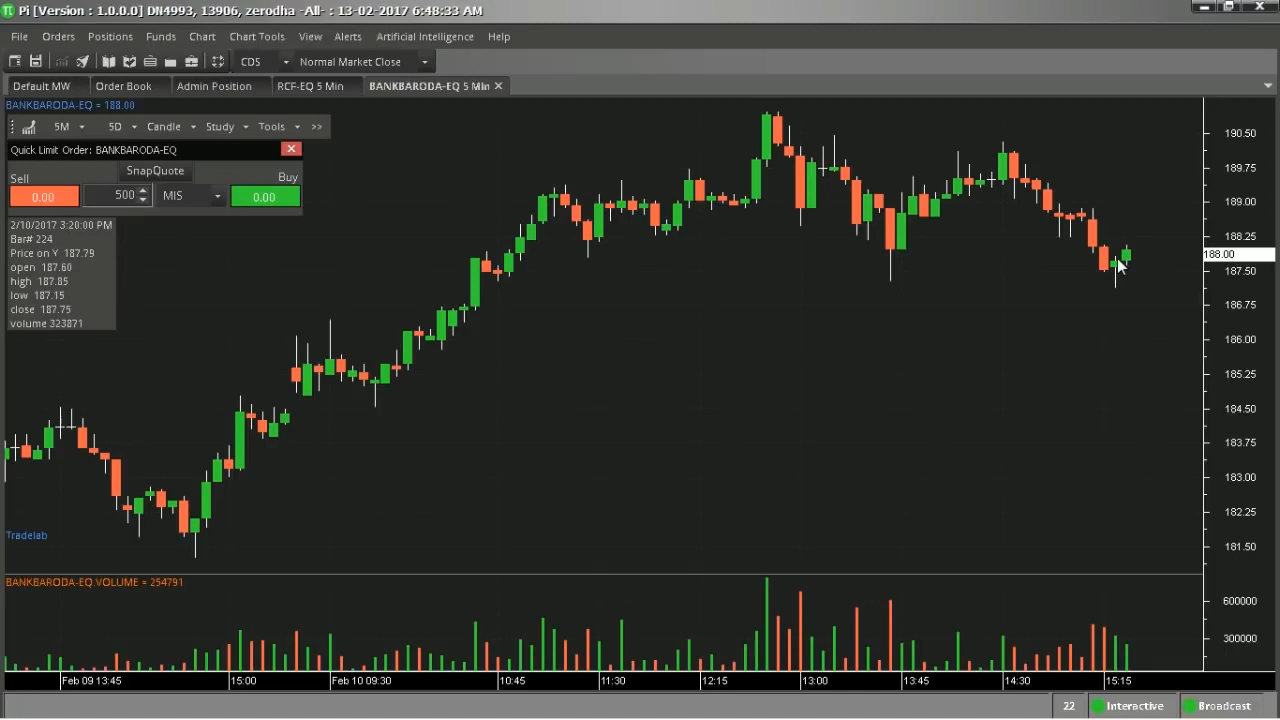 Pi [Version : 1.0.0.0] DN4993, 13906, zerodha -All- : 13-02-2017 6:48:33 AM
File Orders Positions Funds Chart Chart Tools View Alerts Artificial Intelligence Help
CDS Normal Market Close
Default MW Order Book Admin Position RCF-EQ 5 Min BANKBARODA-EQ 5 Min
BANKBARODA-EQ = 188.00
5M 5D Candle Study Tools >>
Quick Limit Order: BANKBARODA-EQ
SnapQuote
Sell Buy
0.00 500 MIS 0.00
2/10/2017 3:20:00 PM
Bar# 224
Price on Y 187.79
open 187.60
high 187.85
low 187.15
close 187.75
volume 323871
190.50
189.75
189.00
188.25
188.00
187.50
186.75
186.00
185.25
184.50
183.75
183.00
182.25
181.50
Tradelab
BANKBARODA-EQ.VOLUME = 254791
600000
300000
Feb 09 13:45 15:00 Feb 10 09:30 10:45 11:30 12:15 13:00 13:45 14:30 15:15
22 Interactive Broadcast